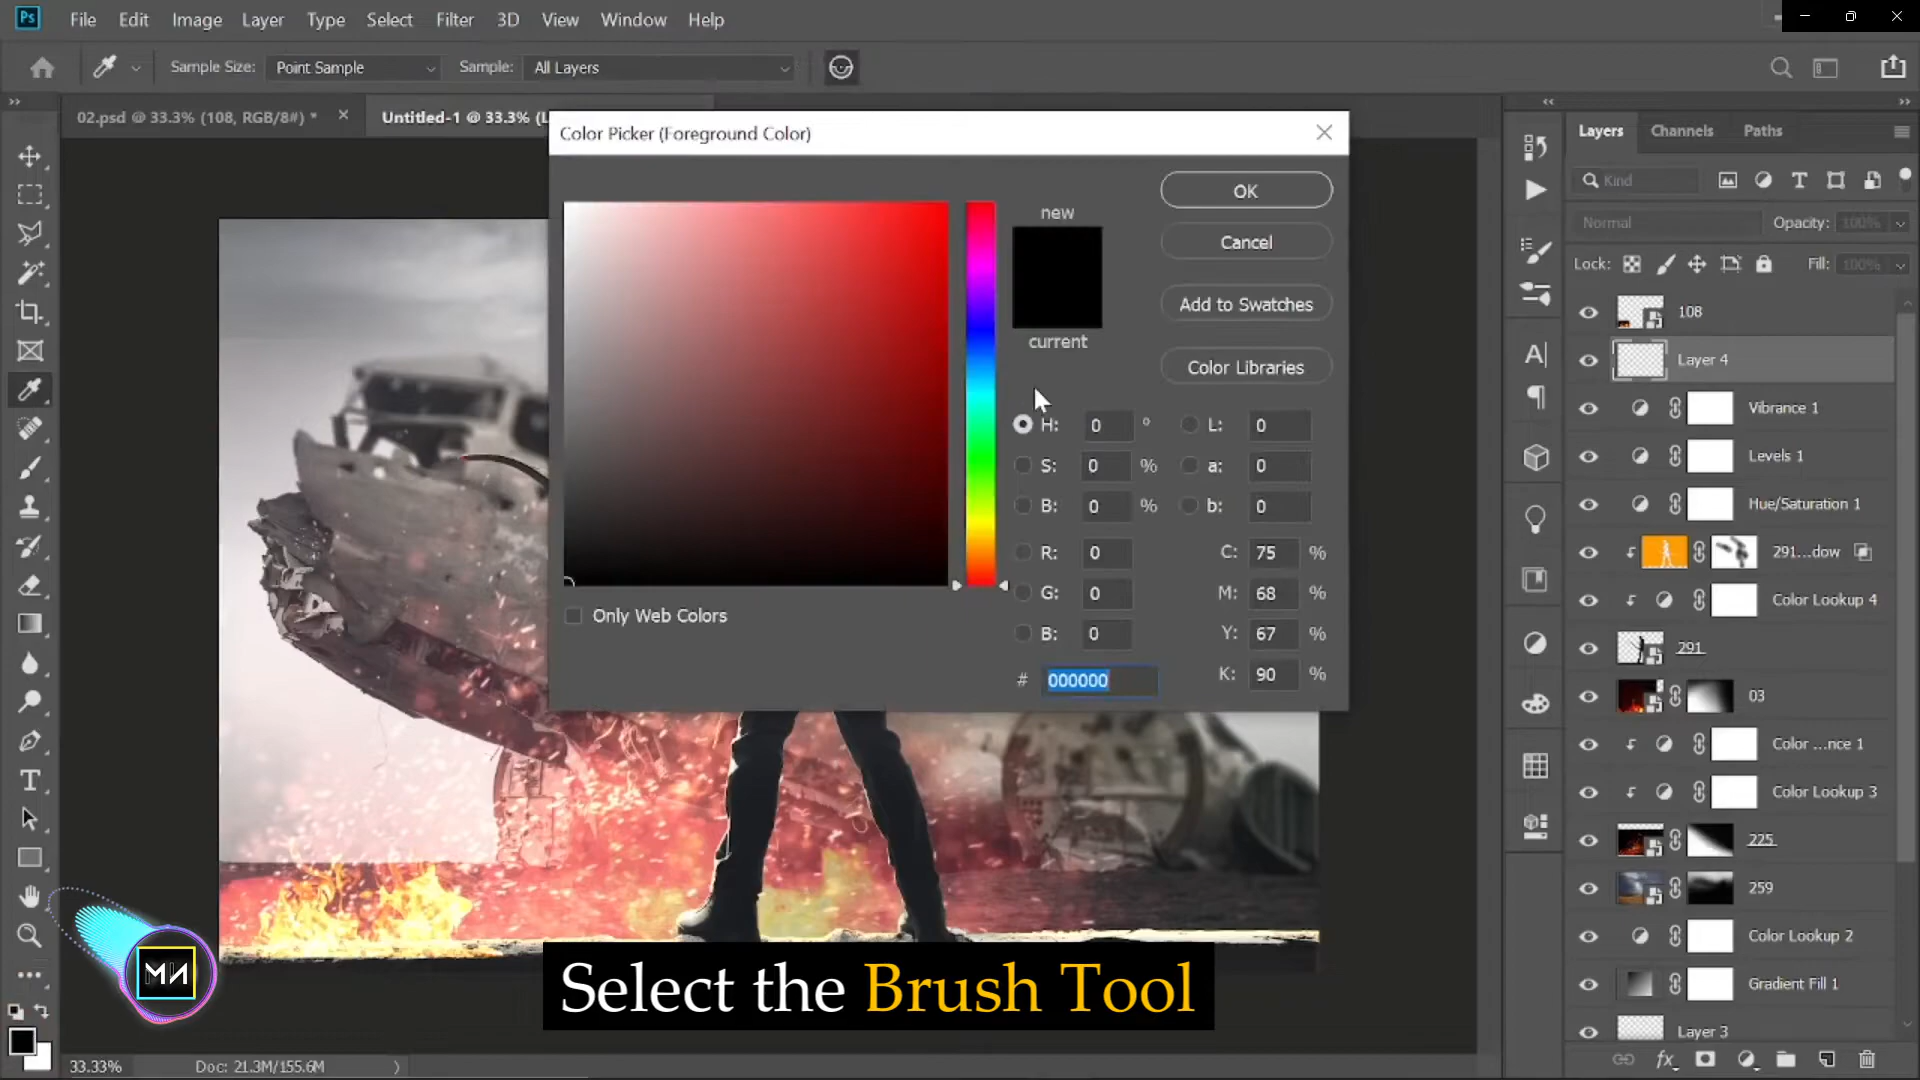 Ps File Edit Image Layer Type Select Filter 3D View Window Help
Sample Size: Point Sample Sample: All Layers
02.psd @ 33.3% (108, RGB/8#) *
Untitled-1 @ 33.3% (L
Color Picker (Foreground Color)
OK
Cancel
Add to Swatches
Color Libraries
new
current
H: 0 ° L: 0
S: 0 % a: 0
B: 0 % b: 0
R: 0 C: 75 %
G: 0 M: 68 %
B: 0 Y: 67 %
# 000000 K: 90 %
Only Web Colors
Layers Channels Paths
Kind
Normal Opacity: 100%
Lock: Fill: 100%
108
Layer 4
Vibrance 1
Levels 1
Hue/Saturation 1
291...dow
Color Lookup 4
291
03
Color ...nce 1
Color Lookup 3
225
259
Color Lookup 2
Gradient Fill 1
Layer 3
Select the Brush Tool
33.33% Doc: 21.3M/155.6M